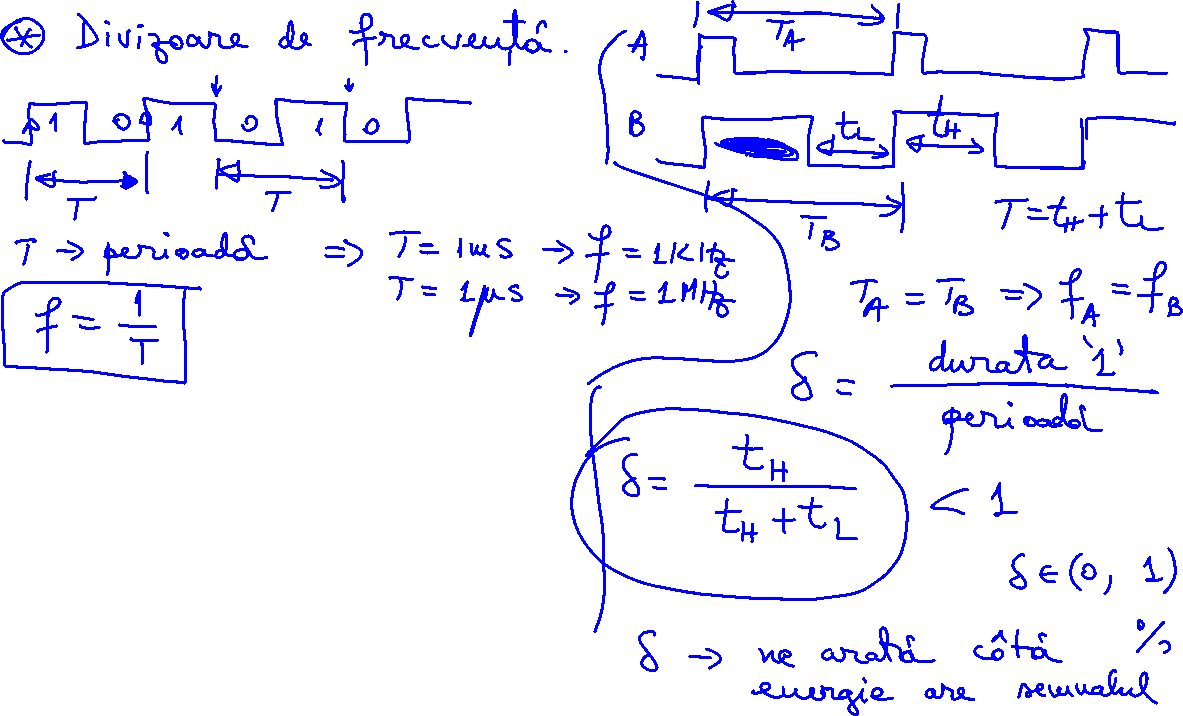 ⊛ Divizoare de frecvență.
1 0 1 0 1 0
T T
T → perioadă => T = 1ms → f = 1KHz
T = 1μs → f = 1MHz
f = 1/T
A T_A
B t_L t_H
T_B
T = t_H + t_L
T_A = T_B => f_A = f_B
δ = durata '1' / perioadă
δ = t_H / (t_H + t_L) < 1
δ ∈ (0, 1)
δ → ne arată câtă %
energie are semnalul